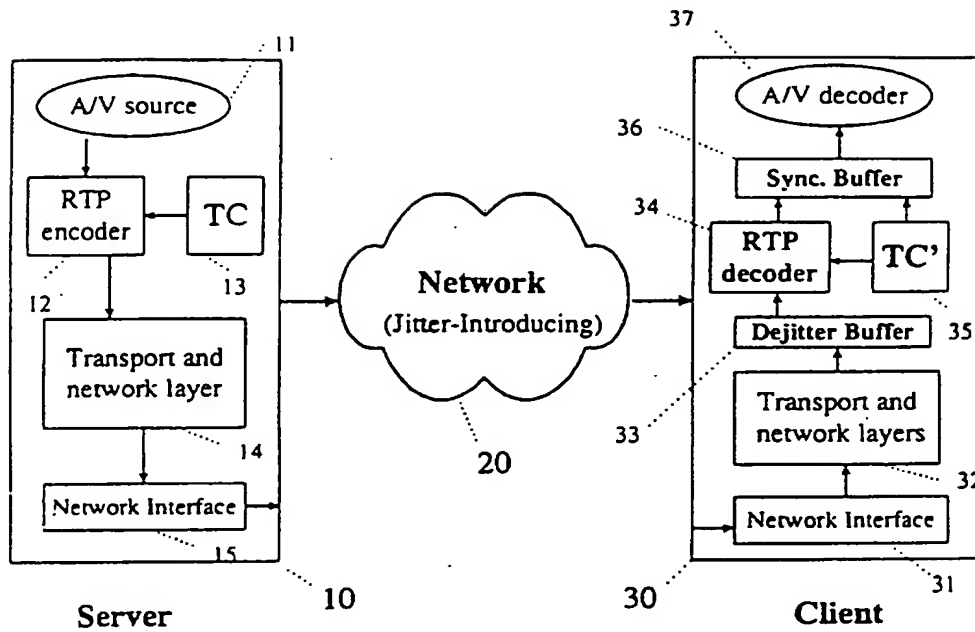 11
A/V source
RTP
encoder
TC
12
13
Transport and
network layer
14
Network Interface
15
10
Server
Network
(Jitter-Introducing)
20
37
A/V decoder
36
Sync. Buffer
34
RTP
decoder
TC'
35
Dejitter Buffer
33
Transport and
network layers
32
Network Interface
31
30
Client